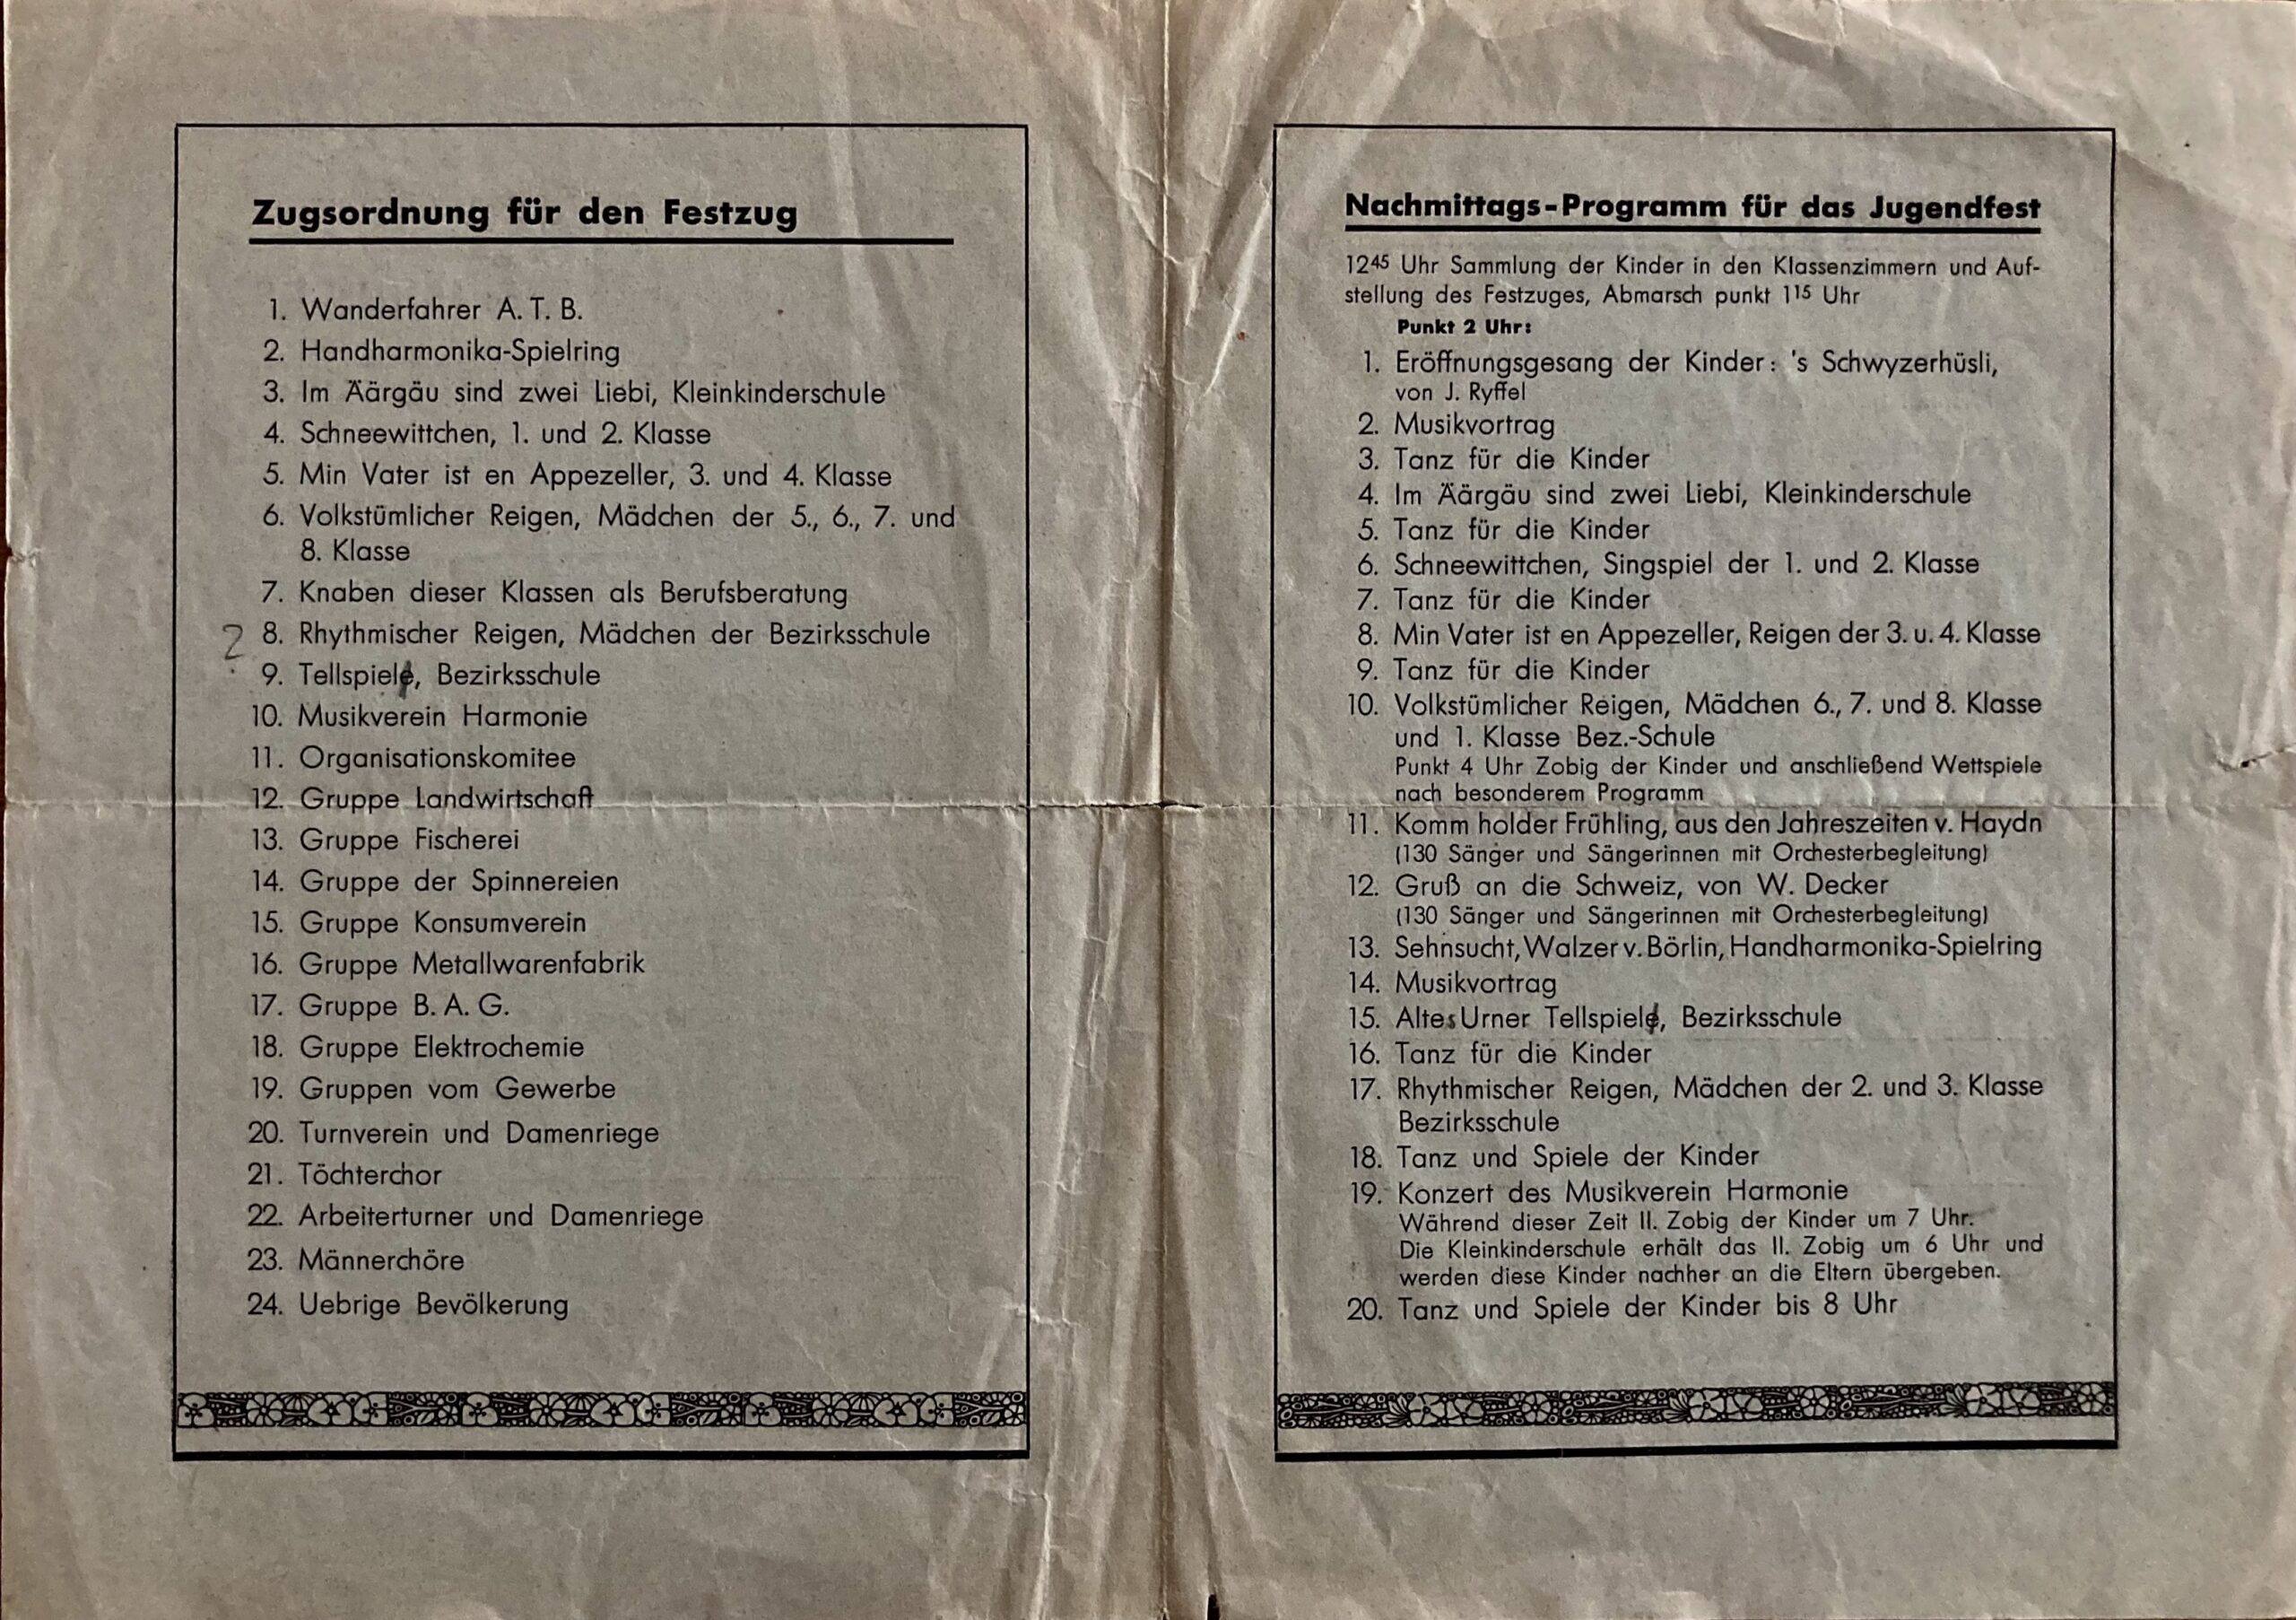 Zugsordnung für den Festzug
1. Wanderfahrer A. T. B.
2. Handharmonika-Spielring
3. Im Äärgäu sind zwei Liebi, Kleinkinderschule
4. Schneewittchen, 1. und 2. Klasse
5. Min Vater ist en Appezeller, 3. und 4. Klasse
6. Volkstümlicher Reigen, Mädchen der 5., 6., 7. und
8. Klasse
7. Knaben dieser Klassen als Berufsberatung
? 8. Rhythmischer Reigen, Mädchen der Bezirksschule
9. Tellspiele, Bezirksschule
10. Musikverein Harmonie
11. Organisationskomitee
12. Gruppe Landwirtschaft
13. Gruppe Fischerei
14. Gruppe der Spinnereien
15. Gruppe Konsumverein
16. Gruppe Metallwarenfabrik
17. Gruppe B. A. G.
18. Gruppe Elektrochemie
19. Gruppen vom Gewerbe
20. Turnverein und Damenriege
21. Töchterchor
22. Arbeiterturner und Damenriege
23. Männerchöre
24. Uebrige Bevölkerung
Nachmittags-Programm für das Jugendfest
12⁴⁵ Uhr Sammlung der Kinder in den Klassenzimmern und Auf-
stellung des Festzuges, Abmarsch punkt 1¹⁵ Uhr
Punkt 2 Uhr:
1. Eröffnungsgesang der Kinder: 's Schwyzerhüsli,
von J. Ryffel
2. Musikvortrag
3. Tanz für die Kinder
4. Im Äärgäu sind zwei Liebi, Kleinkinderschule
5. Tanz für die Kinder
6. Schneewittchen, Singspiel der 1. und 2. Klasse
7. Tanz für die Kinder
8. Min Vater ist en Appezeller, Reigen der 3. u. 4. Klasse
9. Tanz für die Kinder
10. Volkstümlicher Reigen, Mädchen 6., 7. und 8. Klasse
und 1. Klasse Bez.-Schule
Punkt 4 Uhr Zobig der Kinder und anschließend Wettspiele
nach besonderem Programm
11. Komm holder Frühling, aus den Jahreszeiten v. Haydn
(130 Sänger und Sängerinnen mit Orchesterbegleitung)
12. Gruß an die Schweiz, von W. Decker
(130 Sänger und Sängerinnen mit Orchesterbegleitung)
13. Sehnsucht, Walzer v. Börlin, Handharmonika-Spielring
14. Musikvortrag
15. Altes Urner Tellspiele, Bezirksschule
16. Tanz für die Kinder
17. Rhythmischer Reigen, Mädchen der 2. und 3. Klasse
Bezirksschule
18. Tanz und Spiele der Kinder
19. Konzert des Musikverein Harmonie
Während dieser Zeit II. Zobig der Kinder um 7 Uhr.
Die Kleinkinderschule erhält das II. Zobig um 6 Uhr und
werden diese Kinder nachher an die Eltern übergeben.
20. Tanz und Spiele der Kinder bis 8 Uhr